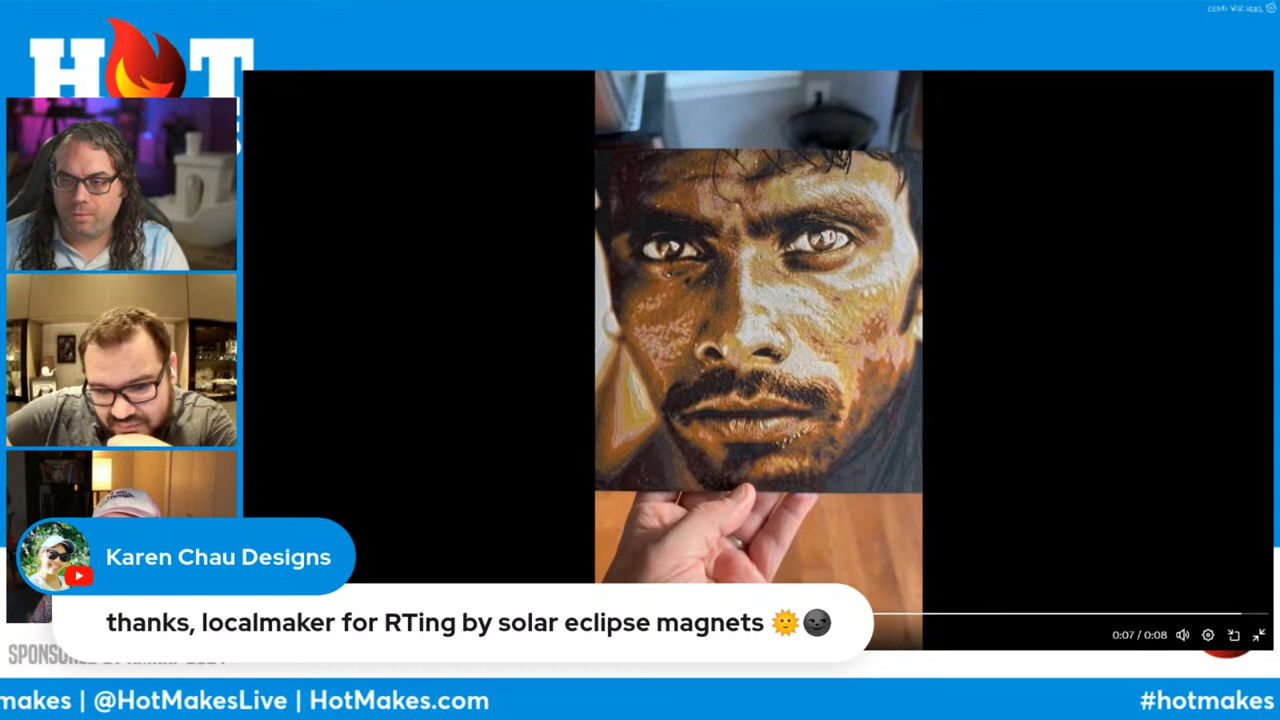 HOT
Karen Chau Designs
thanks, localmaker for RTing by solar eclipse magnets 🌞🌚
0:07 / 0:08
makes | @HotMakesLive | HotMakes.com
#hotmakes